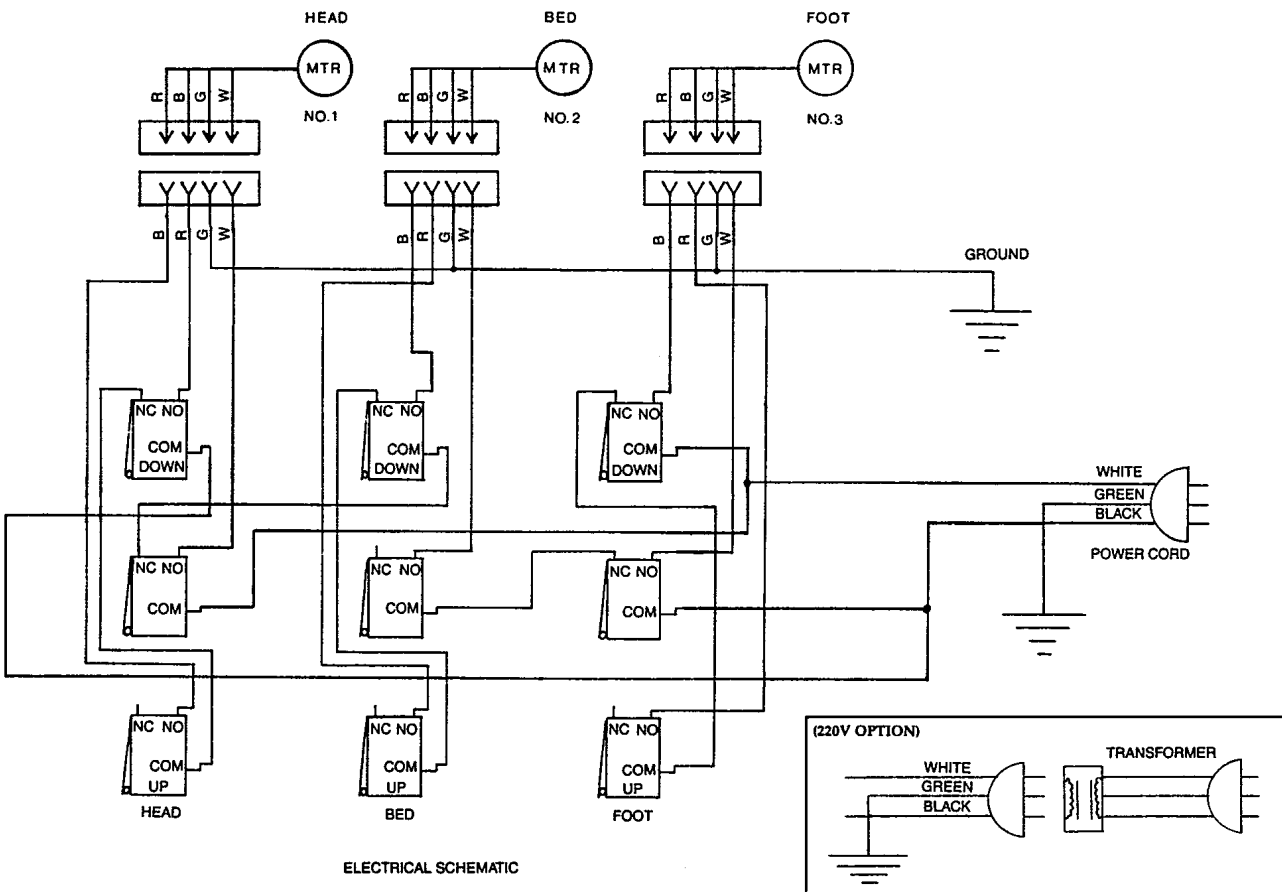 HEAD
BED
FOOT
MTR
MTR
MTR
R B G W
R B G W
R B G W
NO.1
NO.2
NO.3
B R G W
B R G W
B R G W
GROUND
NC NO
COM
DOWN
NC NO
COM
DOWN
NC NO
COM
DOWN
WHITE
GREEN
BLACK
POWER CORD
NC NO
COM
NC NO
COM
NC NO
COM
NC NO
COM
UP
HEAD
NC NO
COM
UP
BED
NC NO
COM
UP
FOOT
(220V OPTION)
WHITE
GREEN
BLACK
TRANSFORMER
ELECTRICAL SCHEMATIC